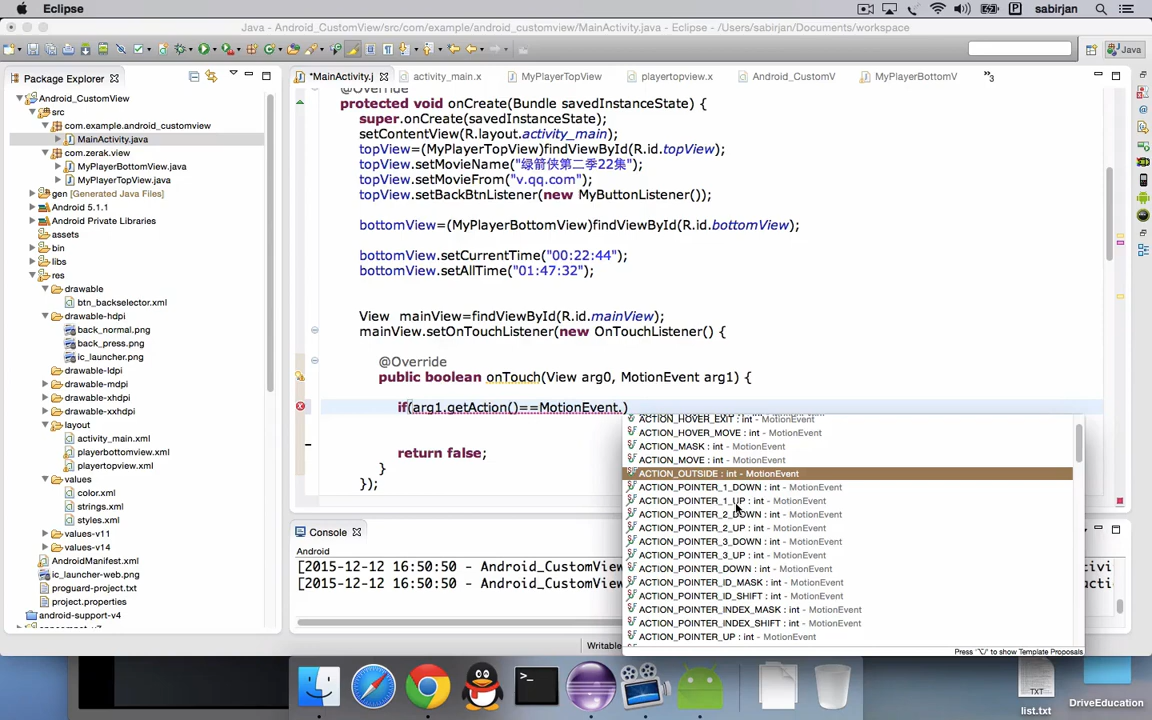 Eclipse
sabirjan
Java - Android_CustomView/src/com/example/android_customview/MainActivity.java - Eclipse - /Users/sabirjan/Documents/workspace
Java
Package Explorer
*MainActivity.j
activity_main.x
MyPlayerTopView
playertopview.x
Android_CustomV
MyPlayerBottomV
»3
Android_CustomView
src
com.example.android_customview
MainActivity.java
com.zerak.view
MyPlayerBottomView.java
MyPlayerTopView.java
gen [Generated Java Files]
Android 5.1.1
Android Private Libraries
assets
bin
libs
res
drawable
btn_backselector.xml
drawable-hdpi
back_normal.png
back_press.png
ic_launcher.png
drawable-ldpi
drawable-mdpi
drawable-xhdpi
drawable-xxhdpi
layout
activity_main.xml
playerbottomview.xml
playertopview.xml
values
color.xml
strings.xml
styles.xml
values-v11
values-v14
AndroidManifest.xml
ic_launcher-web.png
proguard-project.txt
project.properties
android-support-v4
@Override
protected void onCreate(Bundle savedInstanceState) {
super.onCreate(savedInstanceState);
setContentView(R.layout.activity_main);
topView=(MyPlayerTopView)findViewById(R.id.topView);
topView.setMovieName("绿箭侠第二季22集");
topView.setMovieFrom("v.qq.com");
topView.setBackBtnListener(new MyButtonListener());
bottomView=(MyPlayerBottomView)findViewById(R.id.bottomView);
bottomView.setCurrentTime("00:22:44");
bottomView.setAllTime("01:47:32");
View mainView=findViewById(R.id.mainView);
mainView.setOnTouchListener(new OnTouchListener() {
@Override
public boolean onTouch(View arg0, MotionEvent arg1) {
if(arg1.getAction()==MotionEvent.)
return false;
}
});
ACTION_HOVER_EXIT : int - MotionEvent
ACTION_HOVER_MOVE : int - MotionEvent
ACTION_MASK : int - MotionEvent
ACTION_MOVE : int - MotionEvent
ACTION_OUTSIDE : int - MotionEvent
ACTION_POINTER_1_DOWN : int - MotionEvent
ACTION_POINTER_1_UP : int - MotionEvent
ACTION_POINTER_2_DOWN : int - MotionEvent
ACTION_POINTER_2_UP : int - MotionEvent
ACTION_POINTER_3_DOWN : int - MotionEvent
ACTION_POINTER_3_UP : int - MotionEvent
ACTION_POINTER_DOWN : int - MotionEvent
ACTION_POINTER_ID_MASK : int - MotionEvent
ACTION_POINTER_ID_SHIFT : int - MotionEvent
ACTION_POINTER_INDEX_MASK : int - MotionEvent
ACTION_POINTER_INDEX_SHIFT : int - MotionEvent
ACTION_POINTER_UP : int - MotionEvent
Press '⌥/' to show Template Proposals
Console
Android
[2015-12-12 16:50:50 - Android_CustomView
[2015-12-12 16:50:50 - Android_CustomView
Writable
TXT
list.txt
DriveEducation